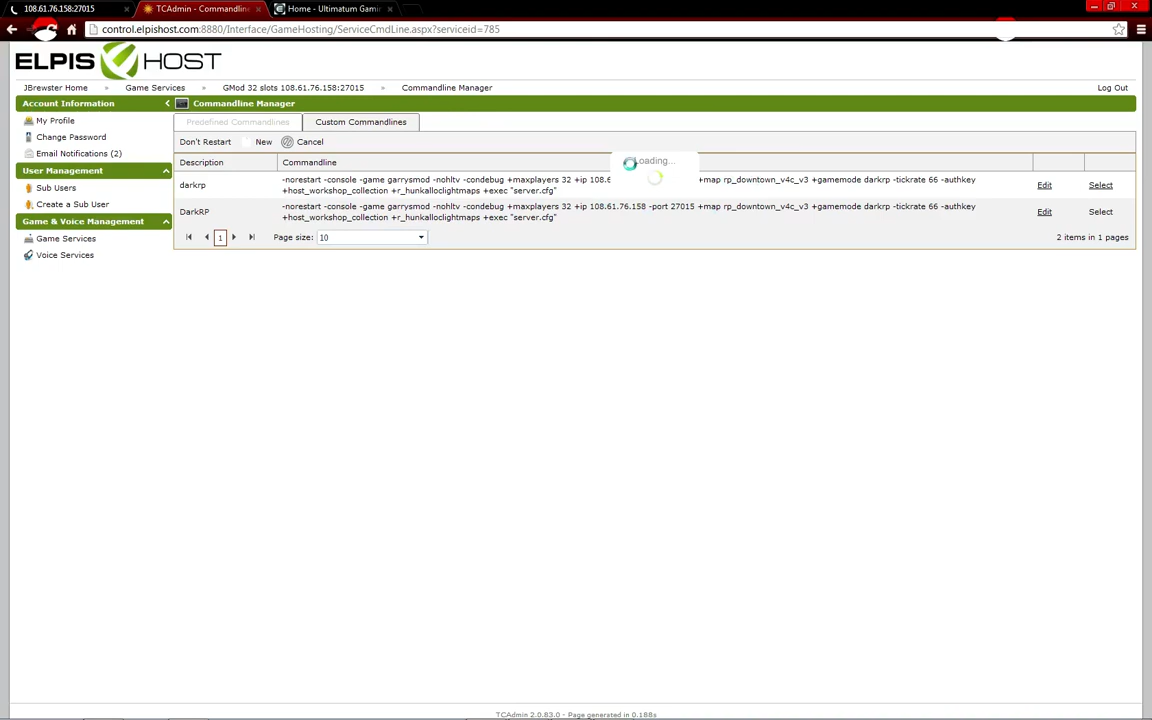 108.61.76.158:27015
TCAdmin - Commandline
Home - Ultimatum Gamin
control.elpishost.com:8880/Interface/GameHosting/ServiceCmdLine.aspx?serviceid=785
ELPIS HOST
JBrewster Home » Game Services » GMod 32 slots 108.61.76.158:27015 » Commandline Manager
Log Out
Account Information
My Profile
Change Password
Email Notifications (2)
User Management
Sub Users
Create a Sub User
Game & Voice Management
Game Services
Voice Services
Commandline Manager
Predefined Commandlines
Custom Commandlines
Don't Restart New Cancel
Description Commandline
Loading...
darkrp -norestart -console -game garrysmod -nohltv -condebug +maxplayers 32 +ip 108.6 +map rp_downtown_v4c_v3 +gamemode darkrp -tickrate 66 -authkey Edit Select
+host_workshop_collection +r_hunkalloclightmaps +exec "server.cfg"
DarkRP -norestart -console -game garrysmod -nohltv -condebug +maxplayers 32 +ip 108.61.76.158 -port 27015 +map rp_downtown_v4c_v3 +gamemode darkrp -tickrate 66 -authkey Edit Select
+host_workshop_collection +r_hunkalloclightmaps +exec "server.cfg"
1 Page size: 10 2 items in 1 pages
TCAdmin 2.0.83.0 - Page generated in 0.188s